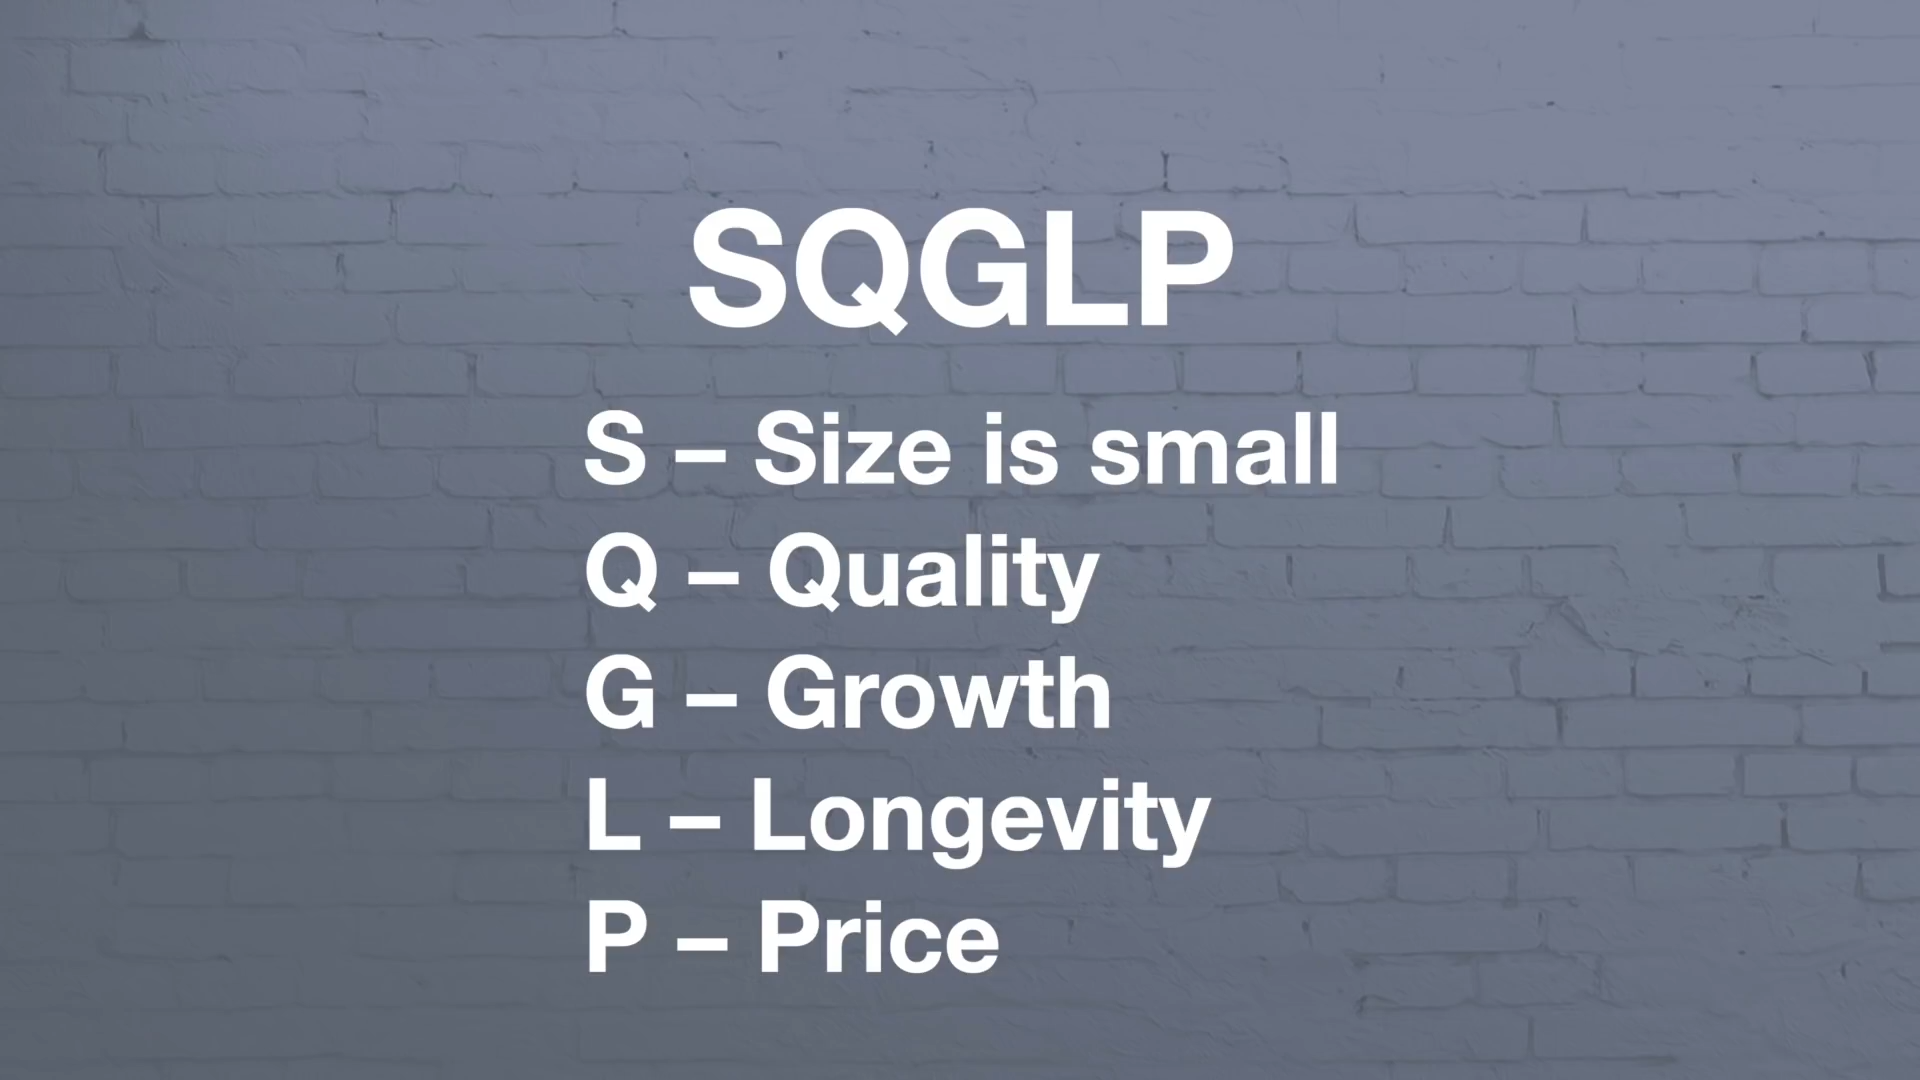 SQGLP
S – Size is small
Q – Quality
G – Growth
L – Longevity
P – Price